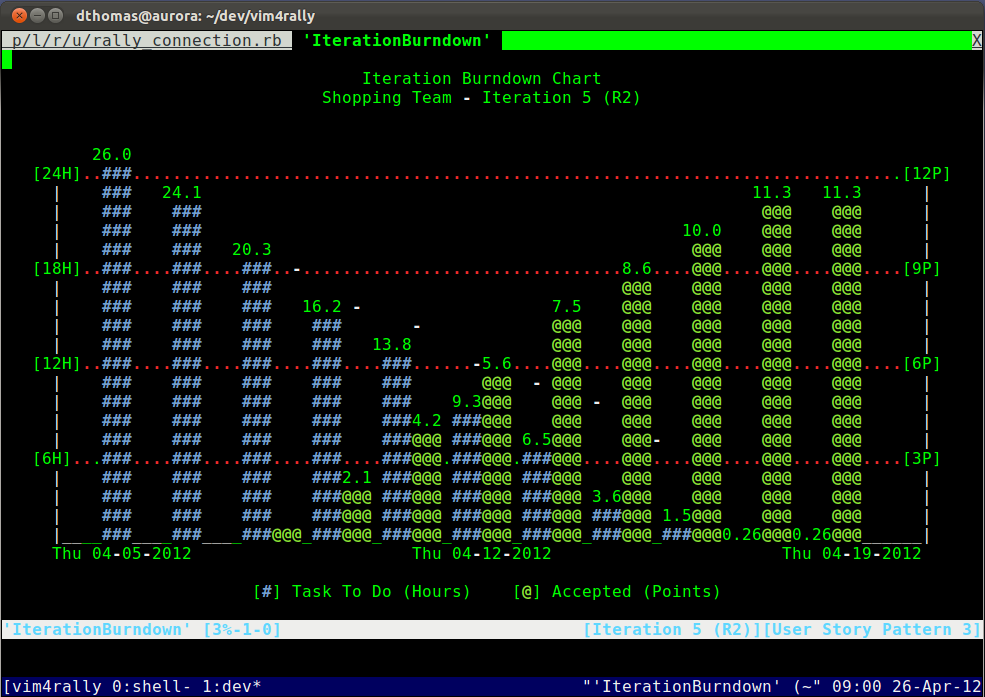 dthomas@aurora: ~/dev/vim4rally
p/l/r/u/rally_connection.rb 'IterationBurndown' X
Iteration Burndown Chart
Shopping Team - Iteration 5 (R2)
26.0
[24H] [12P]
24.1 11.3 11.3
10.0
20.3
[18H] 8.6 [9P]
16.2 7.5
13.8
[12H] 5.6 [6P]
9.3
4.2
6.5
[6H] [3P]
2.1
3.6
1.5
0.26 0.26
Thu 04-05-2012 Thu 04-12-2012 Thu 04-19-2012
[#] Task To Do (Hours) [@] Accepted (Points)
'IterationBurndown' [3%-1-0] [Iteration 5 (R2)][User Story Pattern 3]
[vim4rally 0:shell- 1:dev* "'IterationBurndown' (~" 09:00 26-Apr-12